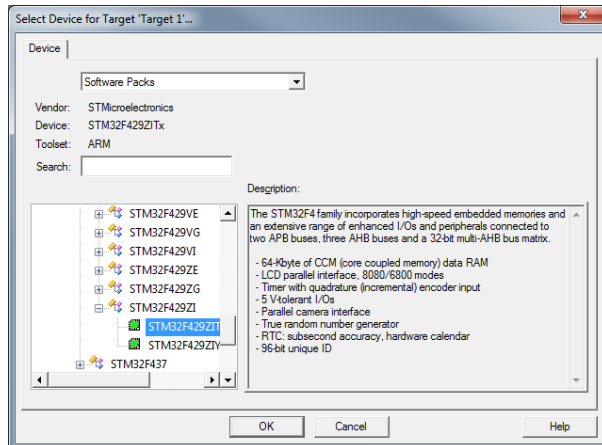 Select Device for Target 'Target 1'...
Device
Software Packs
Vendor: STMicroelectronics
Device: STM32F429ZITx
Toolset: ARM
Search:
Description:
STM32F429VE
STM32F429VG
STM32F429VI
STM32F429ZE
STM32F429ZG
STM32F429ZI
STM32F429ZIT
STM32F429ZIY
STM32F437
The STM32F4 family incorporates high-speed embedded memories and
an extensive range of enhanced I/Os and peripherals connected to
two APB buses, three AHB buses and a 32-bit multi-AHB bus matrix.
- 64-Kbyte of CCM (core coupled memory) data RAM
- LCD parallel interface, 8080/6800 modes
- Timer with quadrature (incremental) encoder input
- 5 V-tolerant I/Os
- Parallel camera interface
- True random number generator
- RTC: subsecond accuracy, hardware calendar
- 96-bit unique ID
OK
Cancel
Help